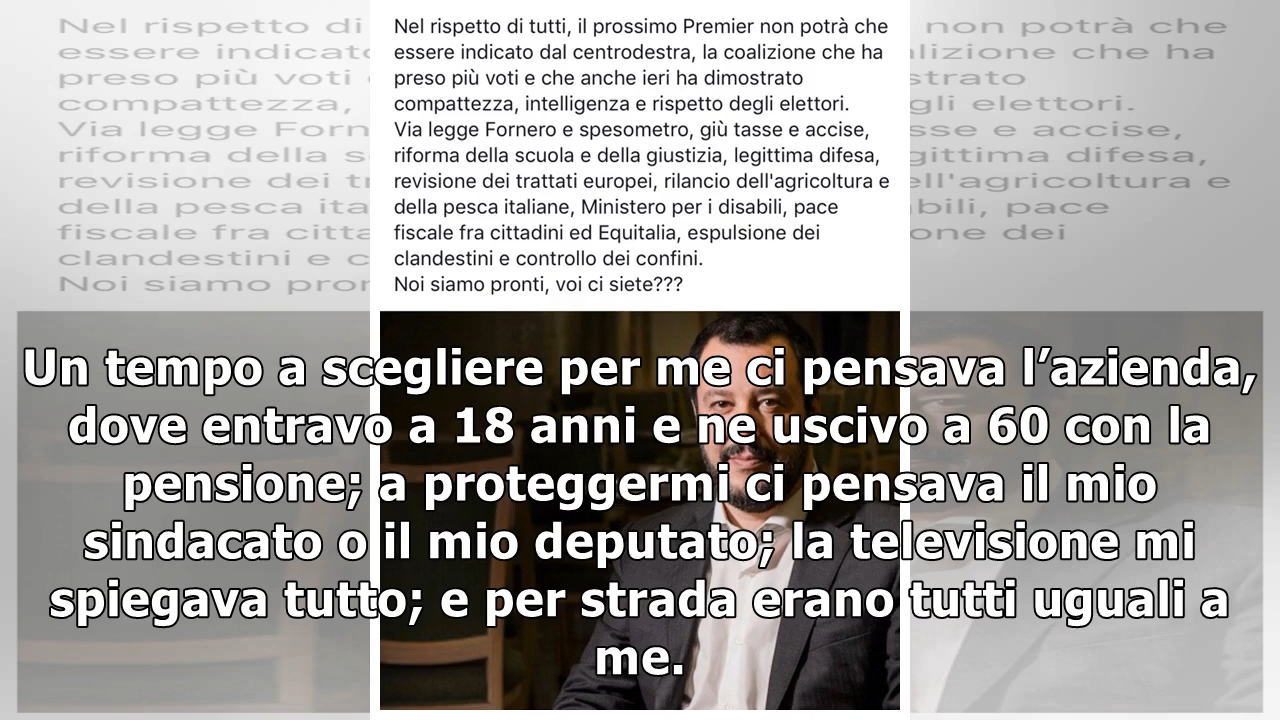 Nel rispetto di tutti, il prossimo Premier non potrà che
essere indicato dal centrodestra, la coalizione che ha
preso più voti e che anche ieri ha dimostrato
compattezza, intelligenza e rispetto degli elettori.
Via legge Fornero e spesometro, giù tasse e accise,
riforma della scuola e della giustizia, legittima difesa,
revisione dei trattati europei, rilancio dell'agricoltura e
della pesca italiane, Ministero per i disabili, pace
fiscale fra cittadini ed Equitalia, espulsione dei
clandestini e controllo dei confini.
Noi siamo pronti, voi ci siete???
Un tempo a scegliere per me ci pensava l’azienda,
dove entravo a 18 anni e ne uscivo a 60 con la
pensione; a proteggermi ci pensava il mio
sindacato o il mio deputato; la televisione mi
spiegava tutto; e per strada erano tutti uguali a
me.